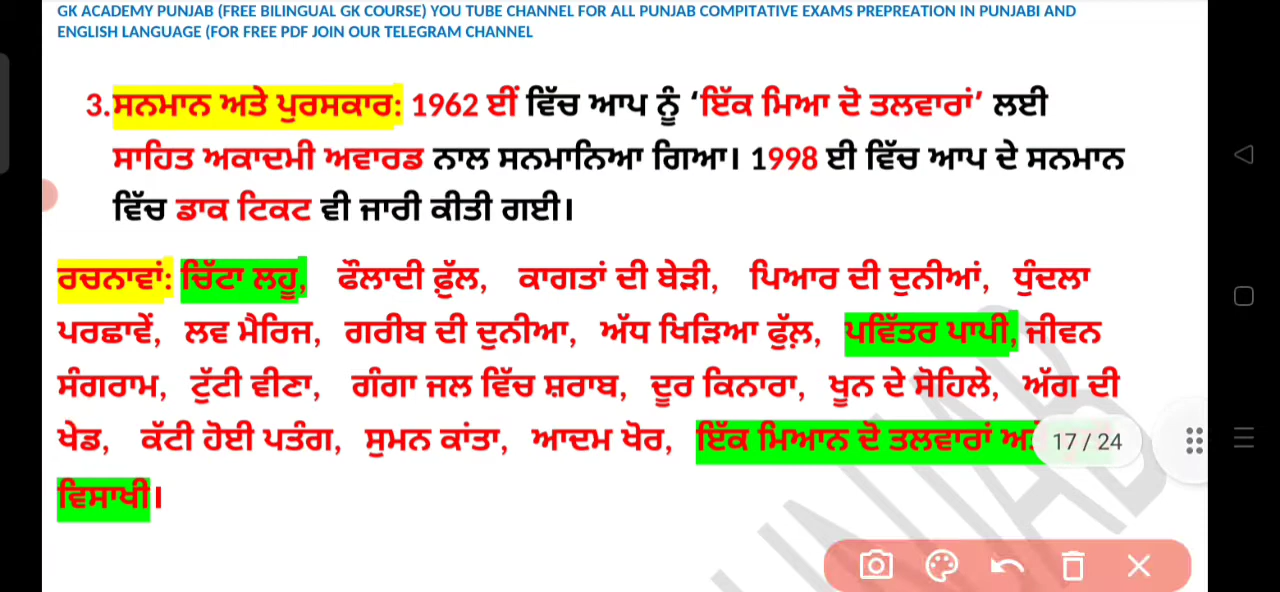 GK ACADEMY PUNJAB (FREE BILINGUAL GK COURSE) YOU TUBE CHANNEL FOR ALL PUNJAB COMPITATIVE EXAMS PREPREATION IN PUNJABI AND
ENGLISH LANGUAGE (FOR FREE PDF JOIN OUR TELEGRAM CHANNEL
3.ਸਨਮਾਨ ਅਤੇ ਪੁਰਸਕਾਰ: 1962 ਈਂ ਵਿੱਚ ਆਪ ਨੂੰ ‘ਇੱਕ ਮਿਆ ਦੋ ਤਲਵਾਰਾਂ’ ਲਈ
ਸਾਹਿਤ ਅਕਾਦਮੀ ਅਵਾਰਡ ਨਾਲ ਸਨਮਾਨਿਆ ਗਿਆ। 1998 ਈ ਵਿੱਚ ਆਪ ਦੇ ਸਨਮਾਨ
ਵਿੱਚ ਡਾਕ ਟਿਕਟ ਵੀ ਜਾਰੀ ਕੀਤੀ ਗਈ।
ਰਚਨਾਵਾਂ: ਚਿੱਟਾ ਲਹੂ, ਫੌਲਾਦੀ ਫ਼ੁੱਲ, ਕਾਗਤਾਂ ਦੀ ਬੇੜੀ, ਪਿਆਰ ਦੀ ਦੁਨੀਆਂ, ਧੁੰਦਲਾ
ਪਰਛਾਵੇਂ, ਲਵ ਮੈਰਿਜ, ਗਰੀਬ ਦੀ ਦੁਨੀਆ, ਅੱਧ ਖਿੜਿਆ ਫੁੱਲ਼, ਪਵਿੱਤਰ ਪਾਪੀ, ਜੀਵਨ
ਸੰਗਰਾਮ, ਟੁੱਟੀ ਵੀਣਾ, ਗੰਗਾ ਜਲ ਵਿੱਚ ਸ਼ਰਾਬ, ਦੂਰ ਕਿਨਾਰਾ, ਖੂਨ ਦੇ ਸੋਹਿਲੇ, ਅੱਗ ਦੀ
ਖੇਡ, ਕੱਟੀ ਹੋਈ ਪਤੰਗ, ਸੁਮਨ ਕਾਂਤਾ, ਆਦਮ ਖੋਰ, ਇੱਕ ਮਿਆਨ ਦੋ ਤਲਵਾਰਾਂ 17 / 24
ਵਿਸਾਖੀ।